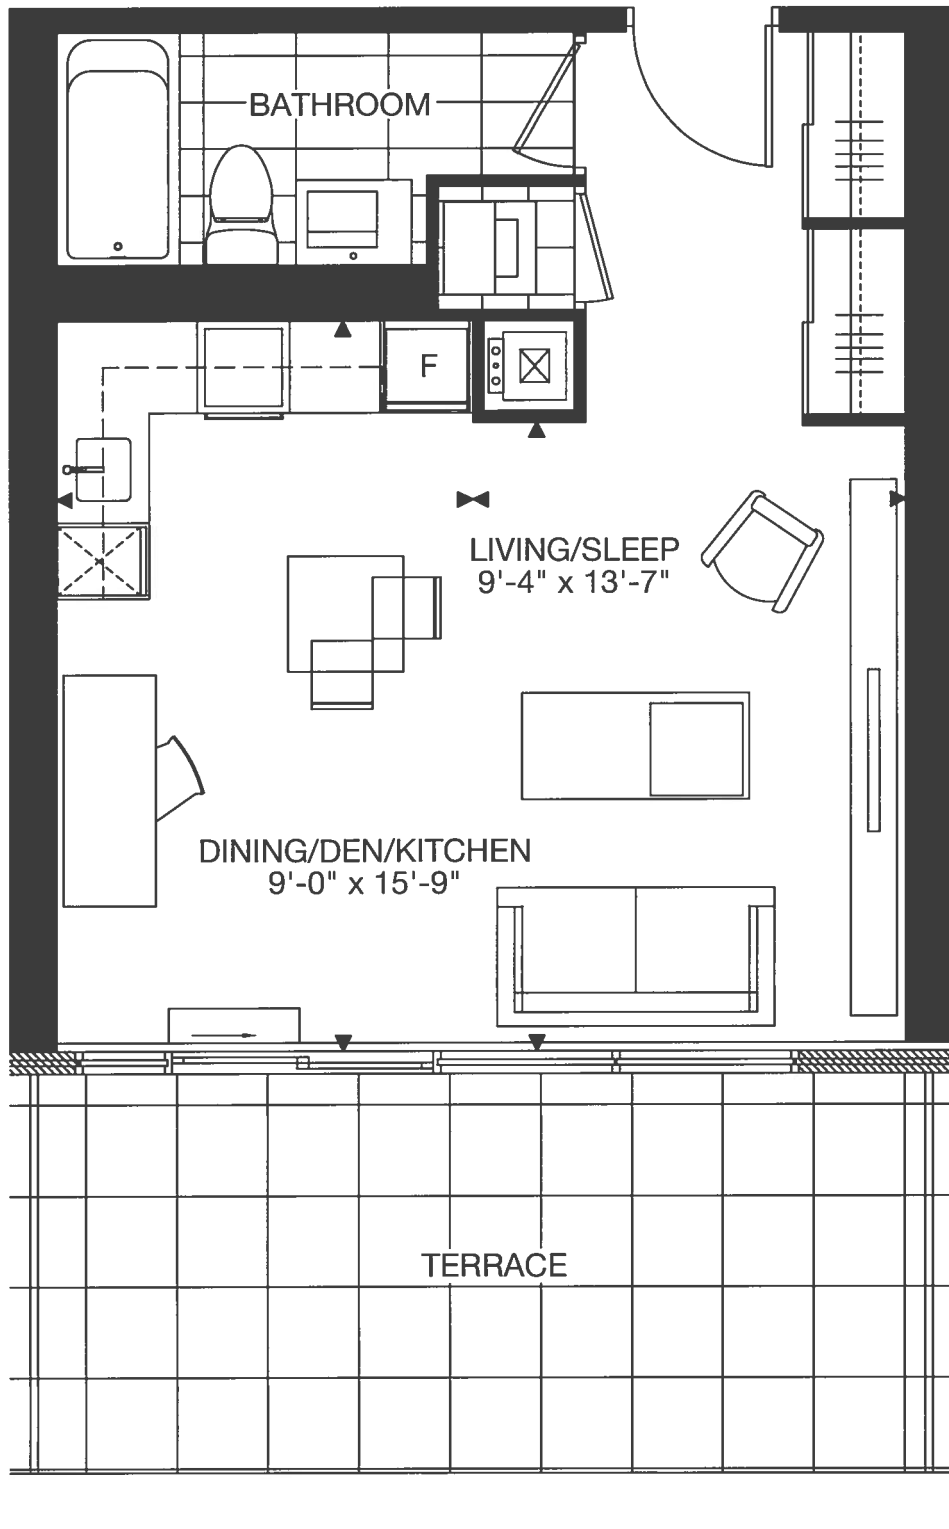 BATHROOM
F
LIVING/SLEEP
9'-4" x 13'-7"
DINING/DEN/KITCHEN
9'-0" x 15'-9"
TERRACE